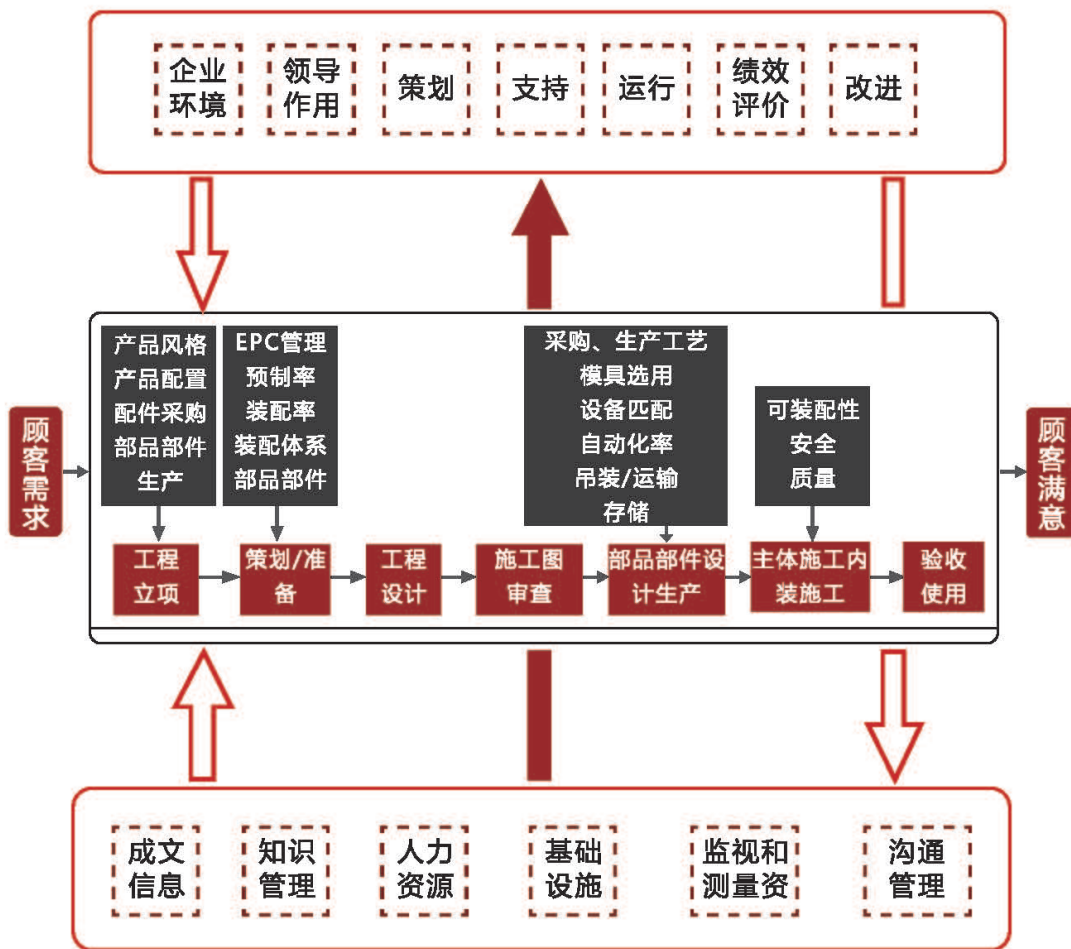 企业
环境
领导
作用
策划
支持
运行
绩效
评价
改进
顾客需求
产品风格
产品配置
配件采购
部品部件
生产
EPC管理
预制率
装配率
装配体系
部品部件
采购、生产工艺
模具选用
设备匹配
自动化率
吊装/运输
存储
可装配性
安全
质量
工程
立项
策划/准
备
工程
设计
施工图
审查
部品部件设
计生产
主体施工内
装施工
验收
使用
顾客满意
成文
信息
知识
管理
人力
资源
基础
设施
监视和
测量资
沟通
管理